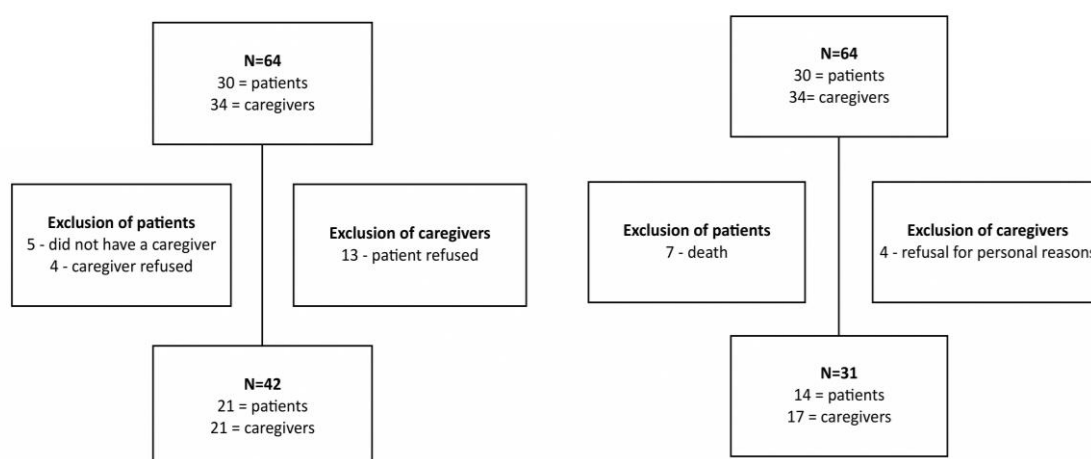 N=64
30 = patients
34 = caregivers
Exclusion of patients
5 - did not have a caregiver
4 - caregiver refused
Exclusion of caregivers
13 - patient refused
N=42
21 = patients
21 = caregivers
N=64
30 = patients
34= caregivers
Exclusion of patients
7 - death
Exclusion of caregivers
4 - refusal for personal reasons
N=31
14 = patients
17 = caregivers